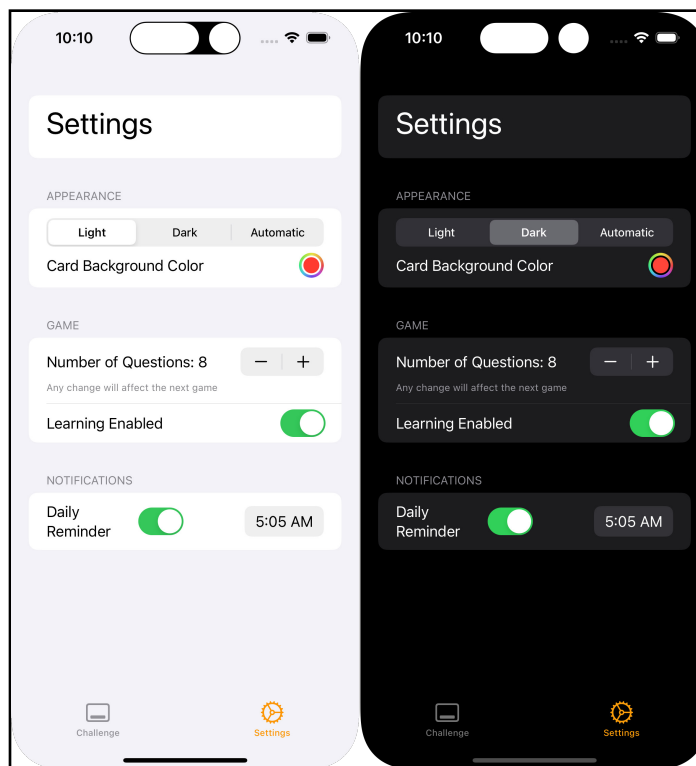 10:10
Settings
APPEARANCE
Light Dark Automatic
Card Background Color
GAME
Number of Questions: 8 − +
Any change will affect the next game
Learning Enabled
NOTIFICATIONS
Daily
Reminder
5:05 AM
Challenge Settings
10:10
Settings
APPEARANCE
Light Dark Automatic
Card Background Color
GAME
Number of Questions: 8 − +
Any change will affect the next game
Learning Enabled
NOTIFICATIONS
Daily
Reminder
5:05 AM
Challenge Settings